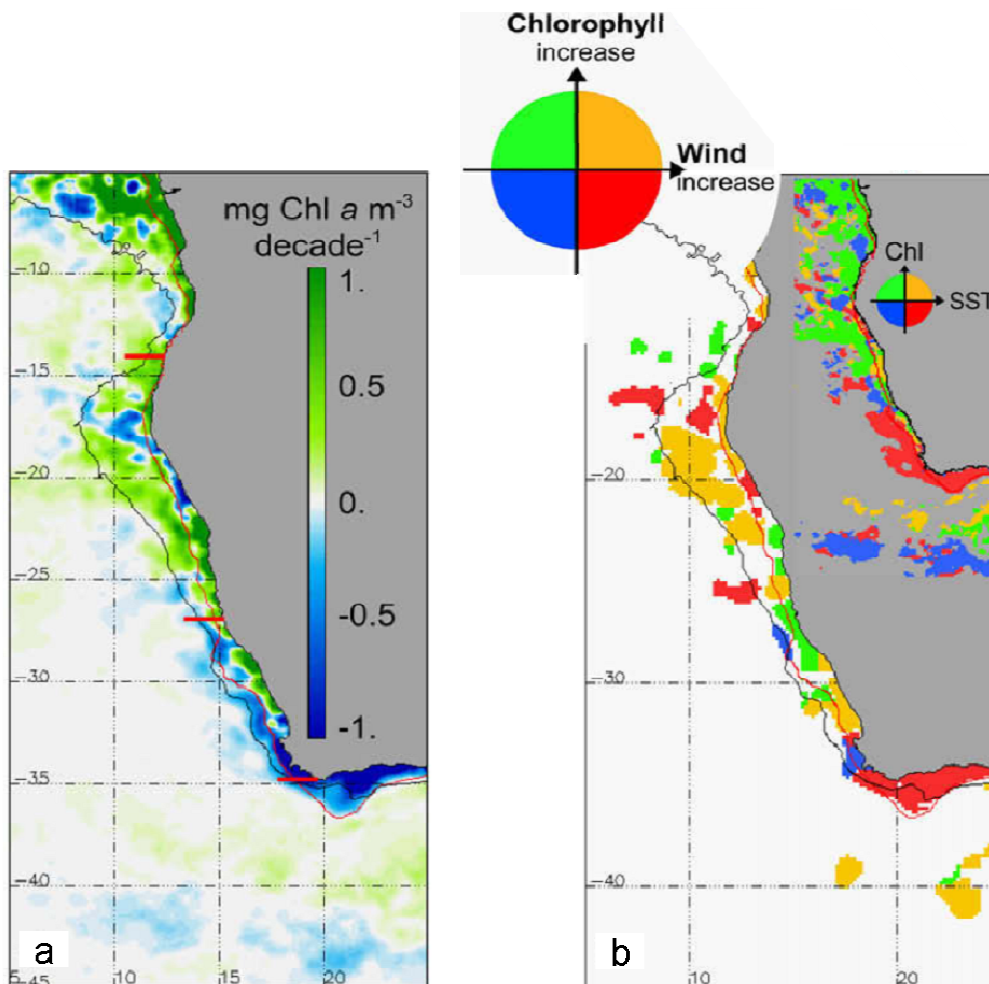 Chlorophyll
increase
Wind
increase
mg Chl a m⁻³
decade⁻¹
1.
0.5
0.
-0.5
-1.
-10
-15
-20
-25
-30
-35
-40
-45
5
10
15
20
a
Chl
SST
-20
-30
-40
10
20
b